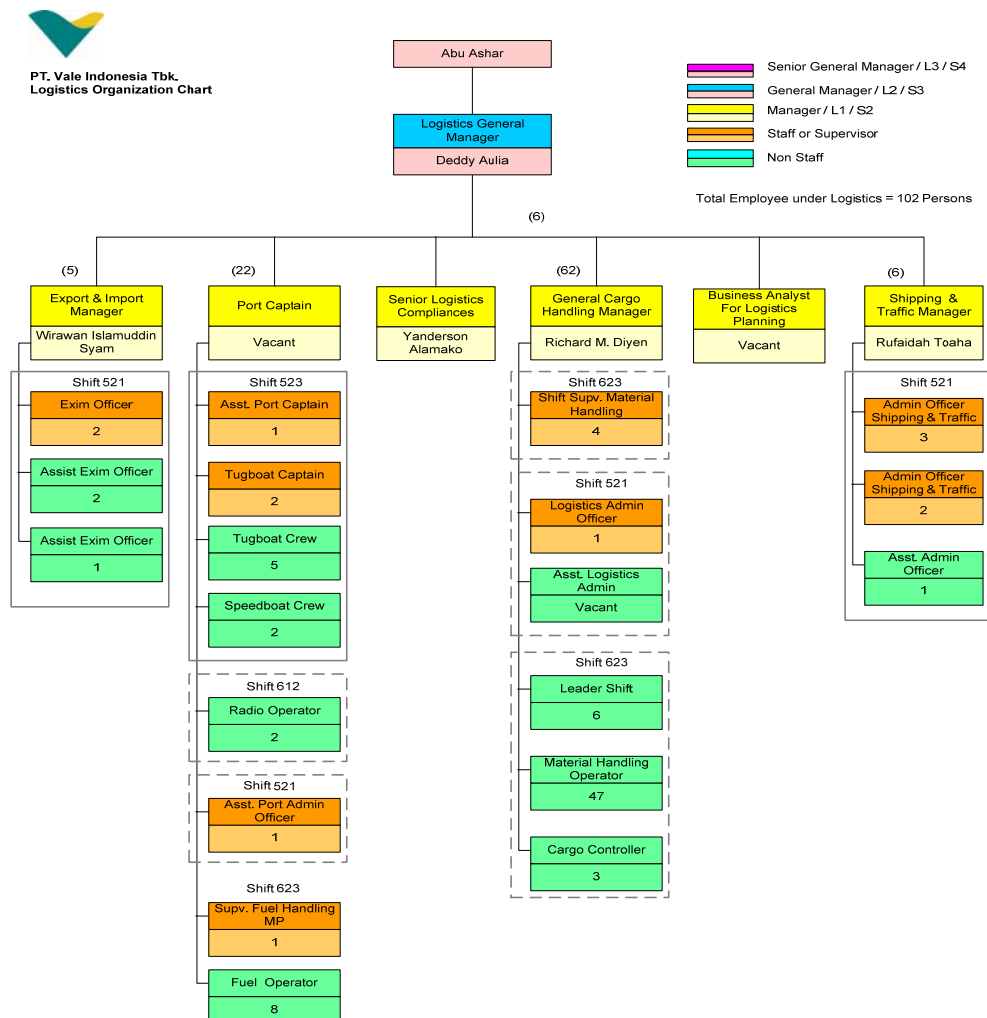 PT. Vale Indonesia Tbk.
Logistics Organization Chart
Abu Ashar
Logistics General
Manager
Deddy Aulia
Senior General Manager / L3 / S4
General Manager / L2 / S3
Manager / L1 / S2
Staff or Supervisor
Non Staff
Total Employee under Logistics = 102 Persons
(6)
(5)
Export & Import
Manager
Wirawan Islamuddin
Syam
Shift 521
Exim Officer
2
Assist Exim Officer
2
Assist Exim Officer
1
(22)
Port Captain
Vacant
Shift 523
Asst. Port Captain
1
Tugboat Captain
2
Tugboat Crew
5
Speedboat Crew
2
Shift 612
Radio Operator
2
Shift 521
Asst. Port Admin
Officer
1
Shift 623
Supv. Fuel Handling
MP
1
Fuel Operator
8
Senior Logistics
Compliances
Yanderson
Alamako
(62)
General Cargo
Handling Manager
Richard M. Diyen
Shift 623
Shift Supv. Material
Handling
4
Shift 521
Logistics Admin
Officer
1
Asst. Logistics
Admin
Vacant
Shift 623
Leader Shift
6
Material Handling
Operator
47
Cargo Controller
3
Business Analyst
For Logistics
Planning
Vacant
(6)
Shipping &
Traffic Manager
Rufaidah Toaha
Shift 521
Admin Officer
Shipping & Traffic
3
Admin Officer
Shipping & Traffic
2
Asst. Admin
Officer
1